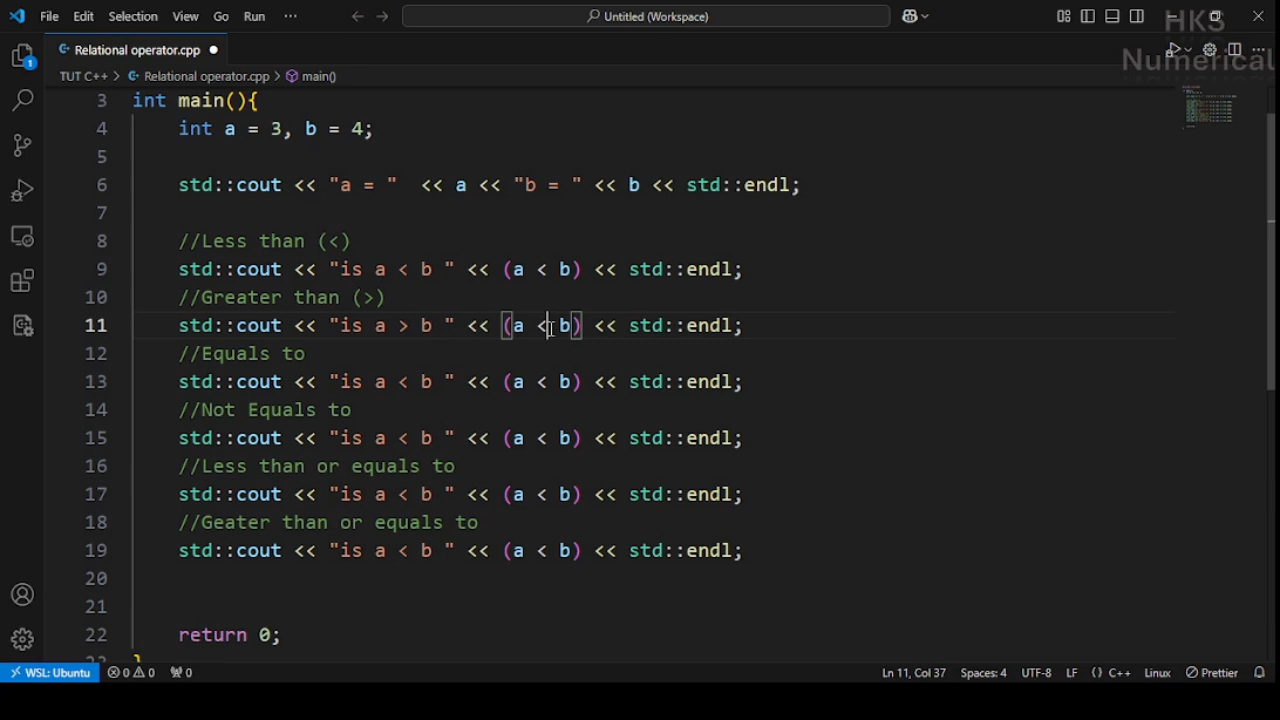 File Edit Selection View Go Run ··· Untitled (Workspace)
HKS
Numerical
Relational operator.cpp
TUT C++ > Relational operator.cpp > main()
1
3 int main(){
4 int a = 3, b = 4;
5
6 std::cout << "a = "  << a << "b = " << b << std::endl;
7
8 //Less than (<)
9 std::cout << "is a < b " << (a < b) << std::endl;
10 //Greater than (>)
11 std::cout << "is a > b " << (a < b) << std::endl;
12 //Equals to
13 std::cout << "is a < b " << (a < b) << std::endl;
14 //Not Equals to
15 std::cout << "is a < b " << (a < b) << std::endl;
16 //Less than or equals to
17 std::cout << "is a < b " << (a < b) << std::endl;
18 //Geater than or equals to
19 std::cout << "is a < b " << (a < b) << std::endl;
20
21
22 return 0;
23 }
WSL: Ubuntu 0 0 0 Ln 11, Col 37 Spaces: 4 UTF-8 LF {} C++ Linux Prettier